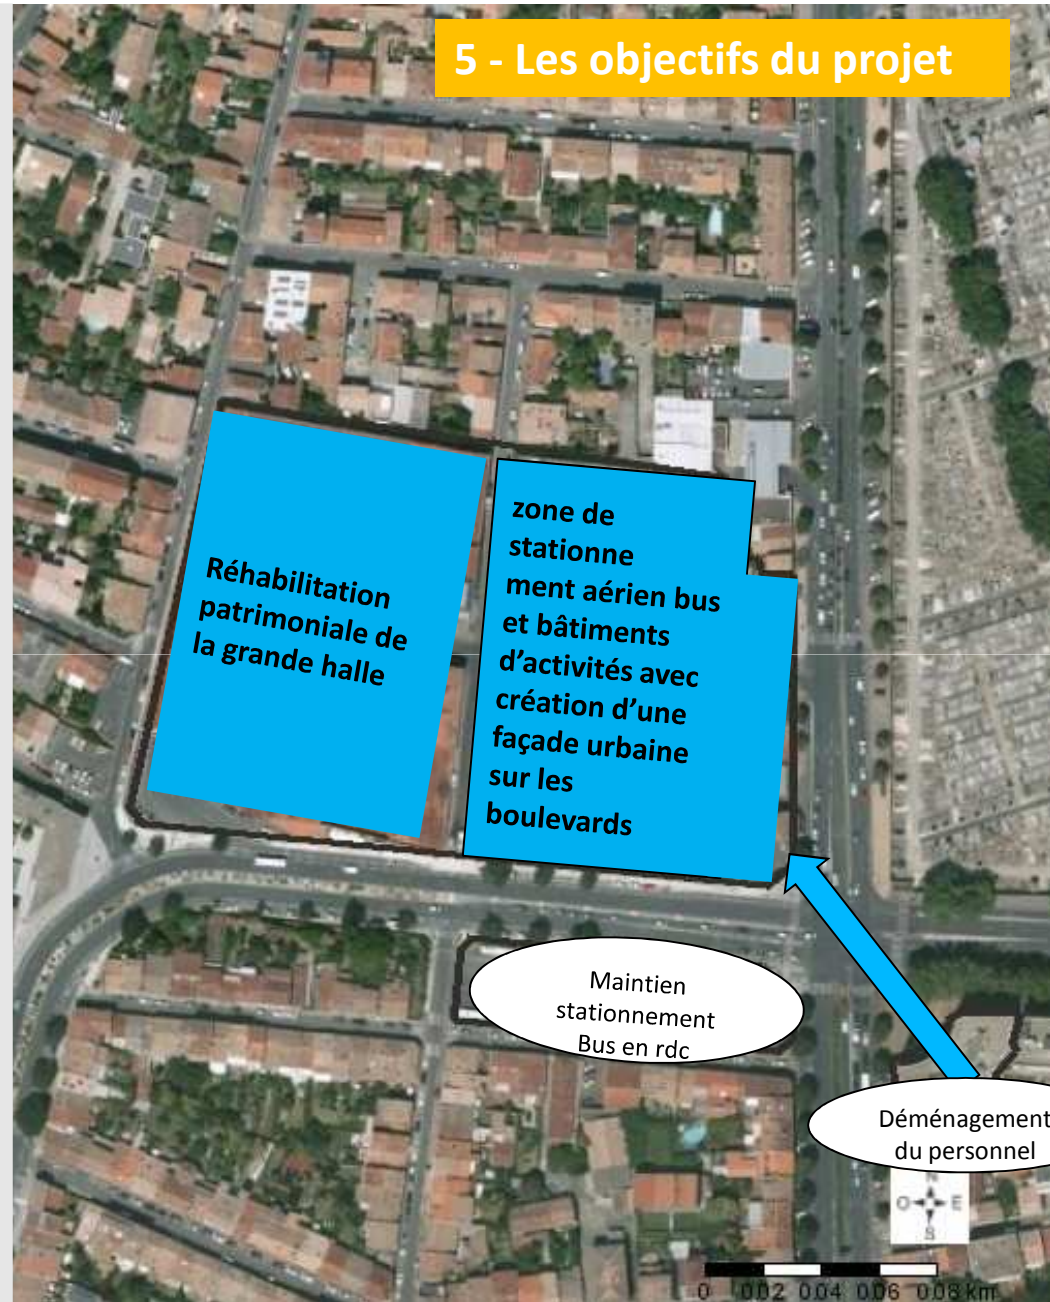 5 - Les objectifs du projet
Réhabilitation
patrimoniale de
la grande halle
zone de
stationne
ment aérien bus
et bâtiments
d’activités avec
création d’une
façade urbaine
sur les
boulevards
Maintien
stationnement
Bus en rdc
Déménagement
du personnel
N
O E
S
0 0.02 0.04 0.06 0.08 km